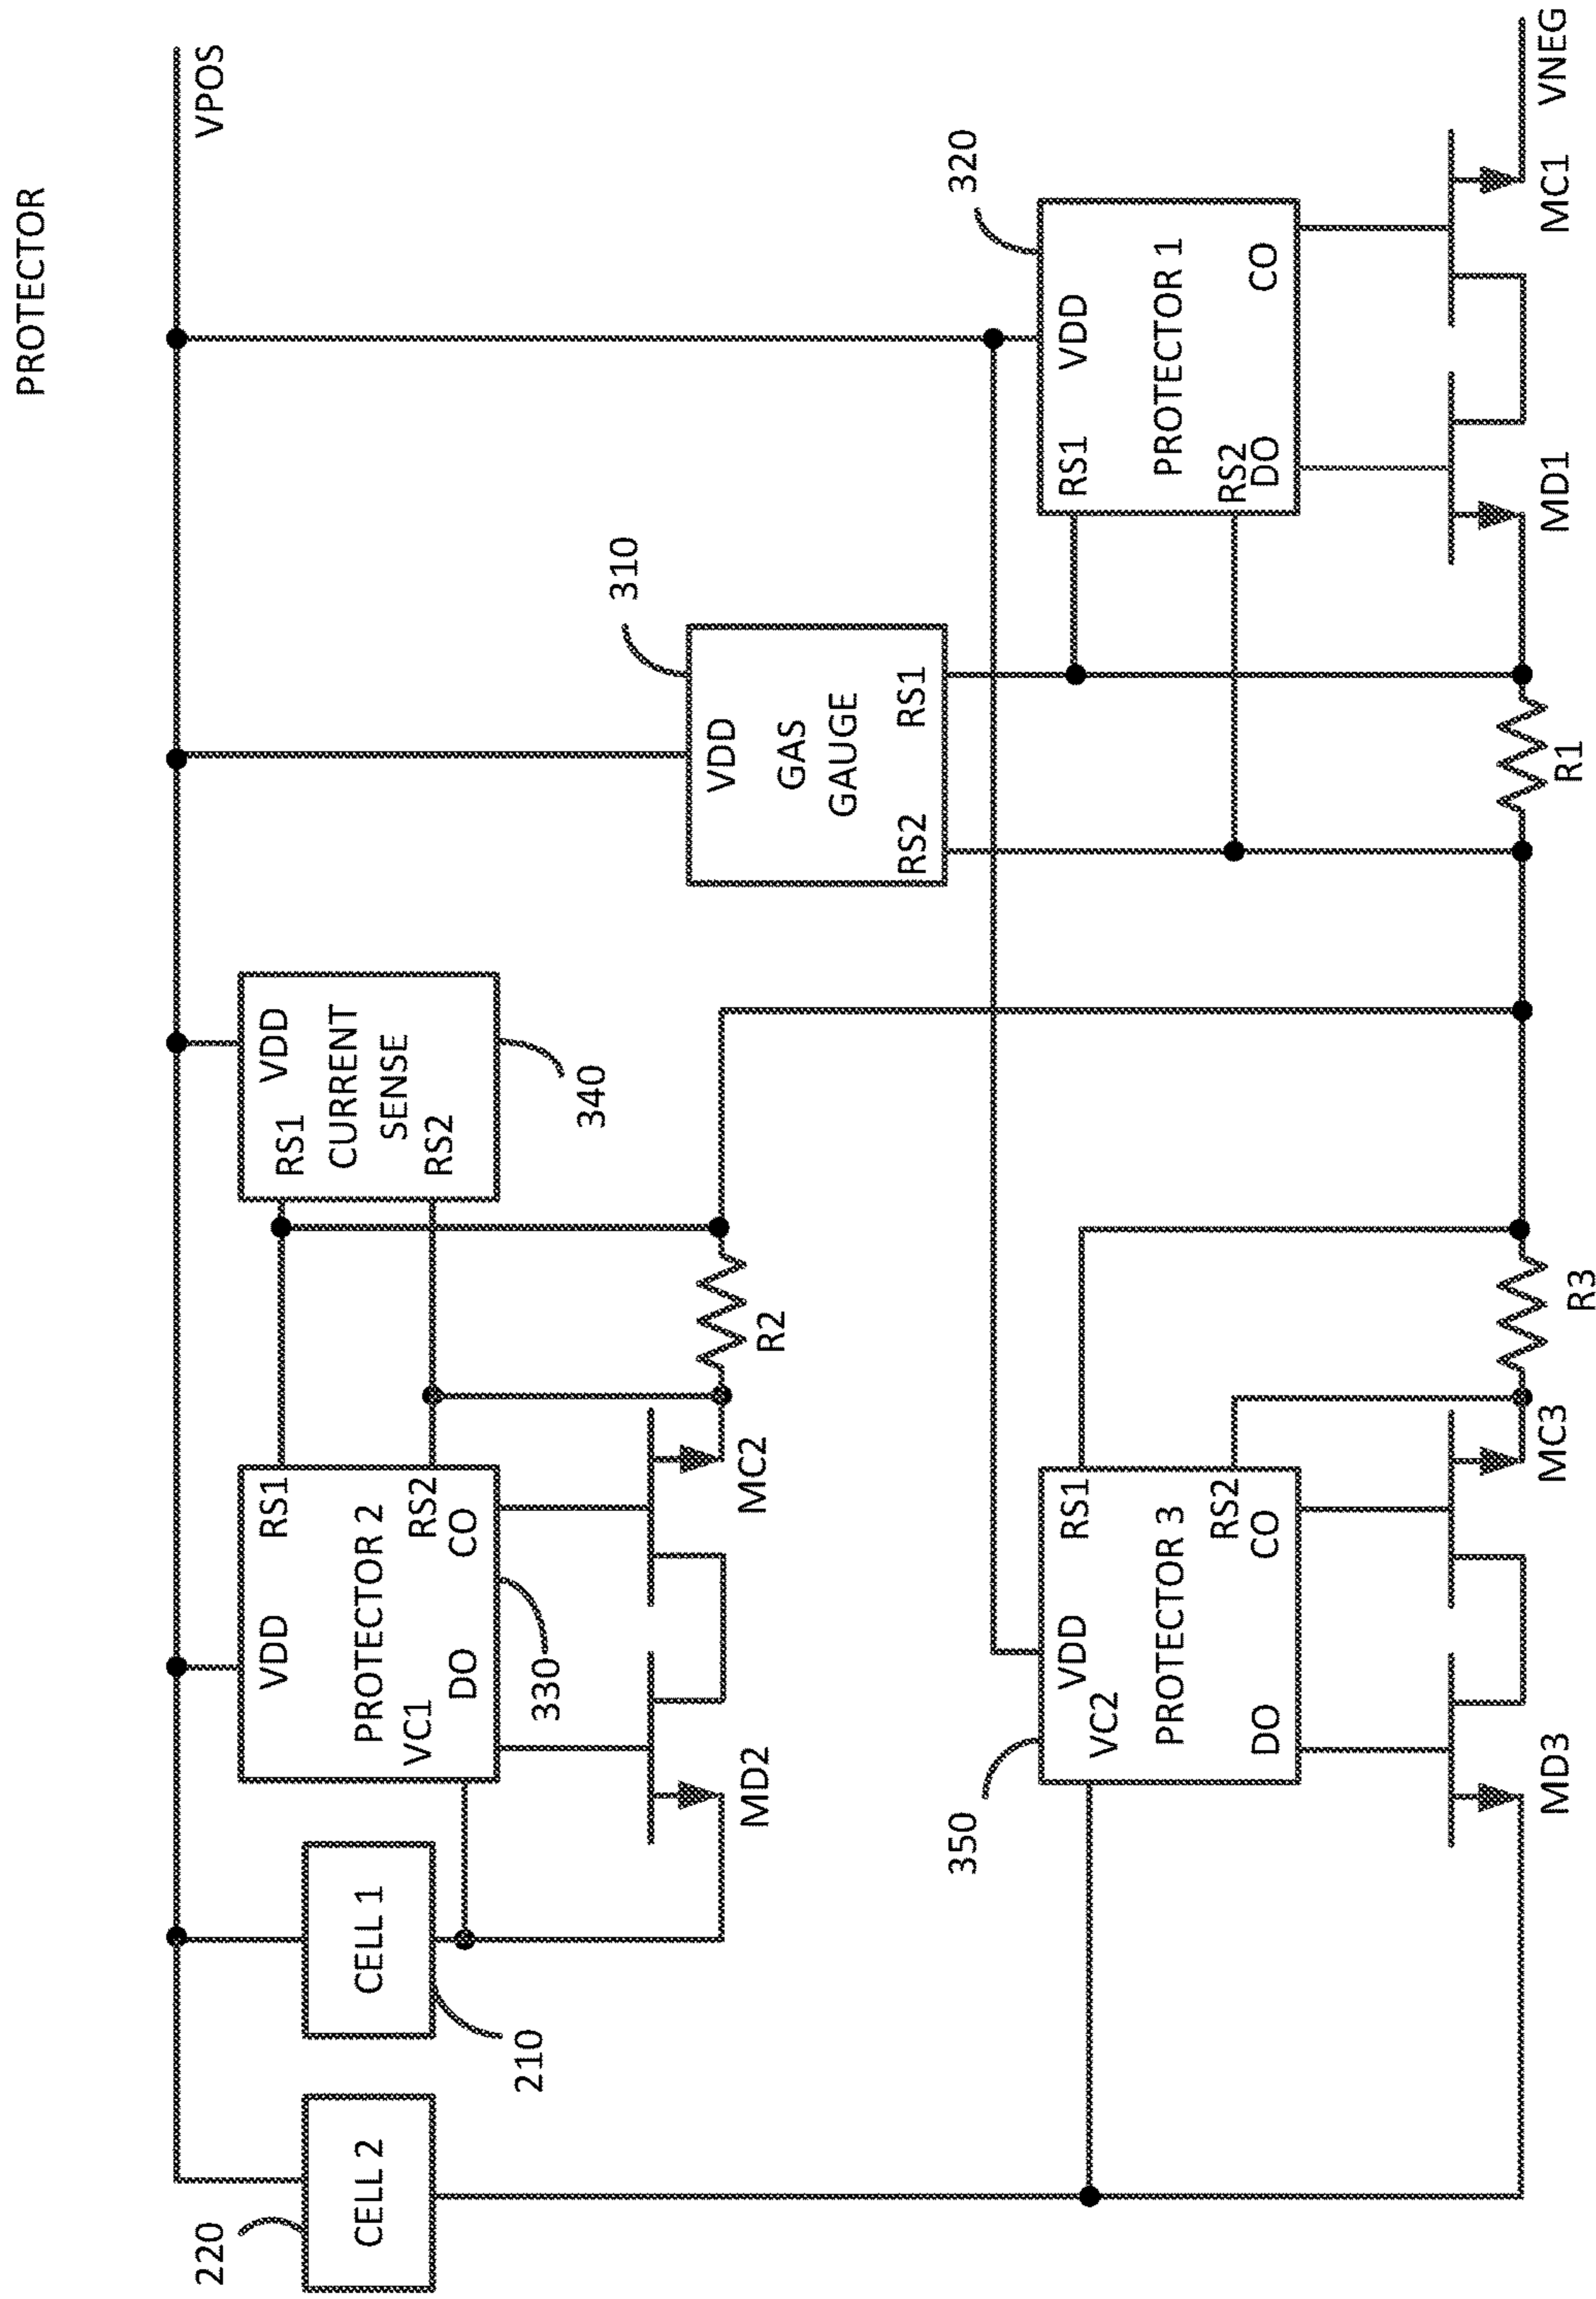 PROTECTOR
VPOS
220
CELL 2
CELL 1
210
VDD
RS1
PROTECTOR 2
VC1
RS2
DO
CO
330
MD2
MC2
R2
VDD
RS1
CURRENT
SENSE
RS2
340
310
VDD
GAS
GAUGE
RS2
RS1
320
RS1
VDD
PROTECTOR 1
RS2
DO
CO
350
VC2
VDD
RS1
PROTECTOR 3
RS2
DO
CO
MD3
MC3
R3
R1
MD1
MC1
VNEG